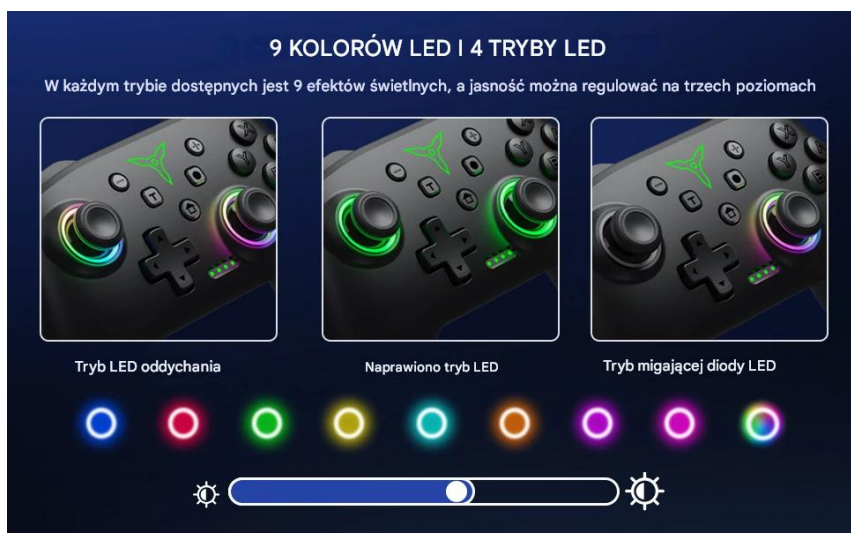 9 KOLORÓW LED I 4 TRYBY LED
W każdym trybie dostępnych jest 9 efektów świetlnych, a jasność można regulować na trzech poziomach
Tryb LED oddychania
Naprawiono tryb LED
Tryb migającej diody LED